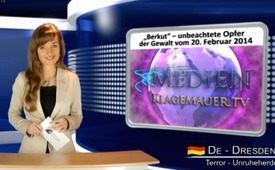 „Berkut” – unbeachtete Opfer
der Gewalt vom 20. Februar 2014
MEDIEN
KLAGEMAUER.TV
DE - DRESDEN
Terror - Unruheherde